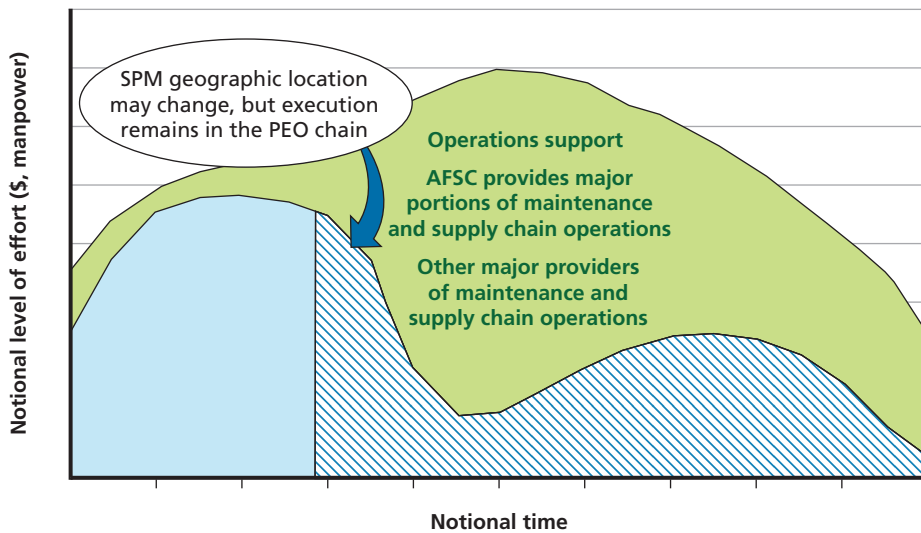 Notional level of effort ($, manpower)
SPM geographic location
may change, but execution
remains in the PEO chain
Operations support
AFSC provides major
portions of maintenance
and supply chain operations
Other major providers
of maintenance and
supply chain operations
Notional time